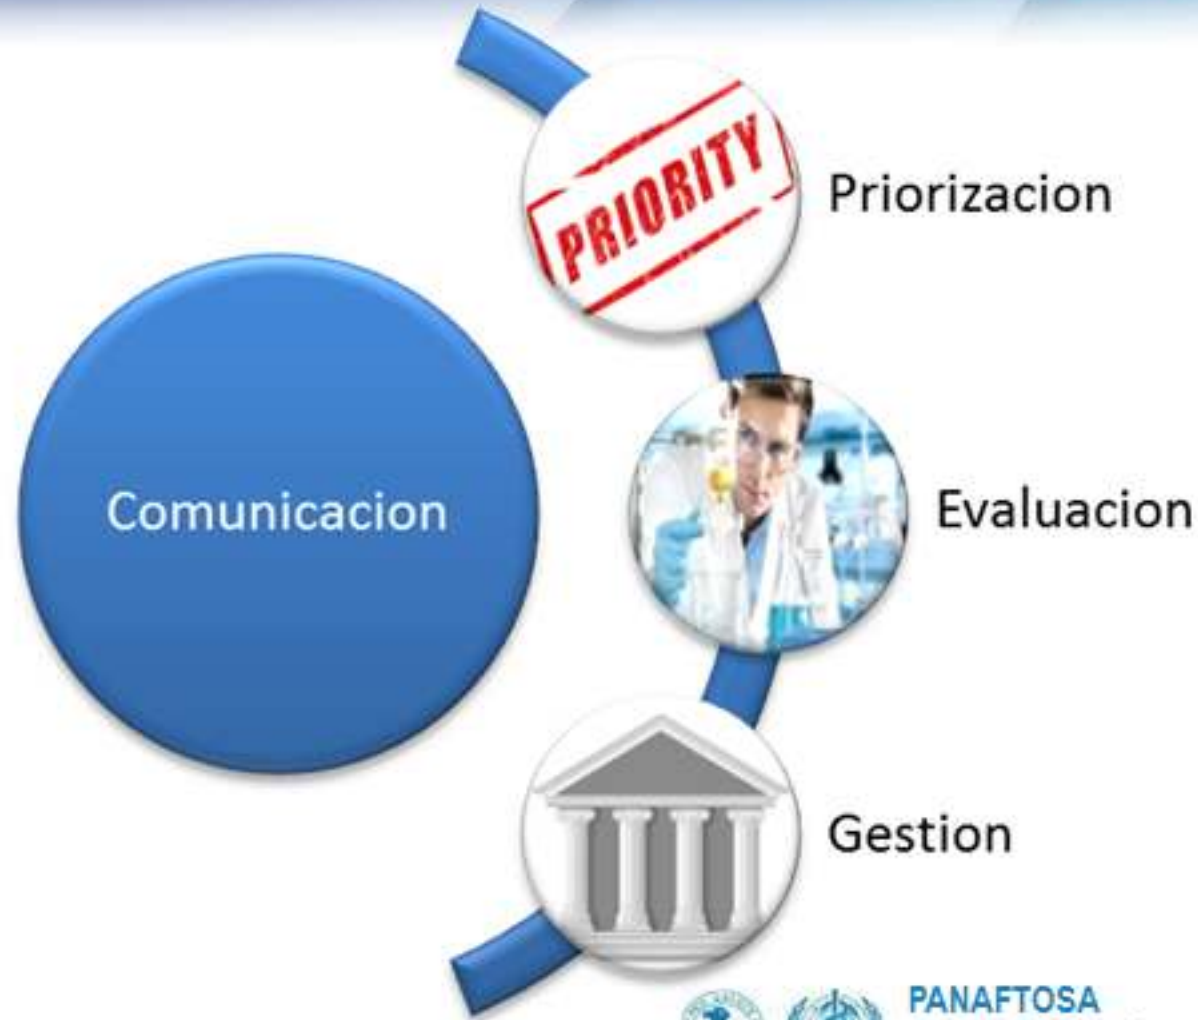 PRIORITY
Priorizacion
Comunicacion
Evaluacion
Gestion
PANAFTOSA